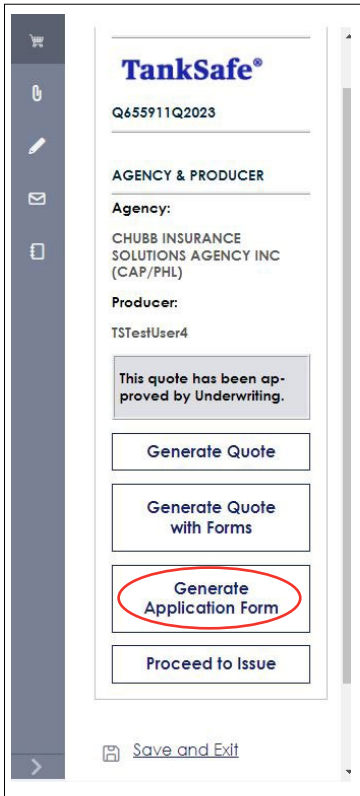 TankSafe®
Q655911Q2023
AGENCY & PRODUCER
Agency:
CHUBB INSURANCE
SOLUTIONS AGENCY INC
(CAP/PHL)
Producer:
TSTestUser4
This quote has been ap-
proved by Underwriting.
Generate Quote
Generate Quote
with Forms
Generate
Application Form
Proceed to Issue
Save and Exit